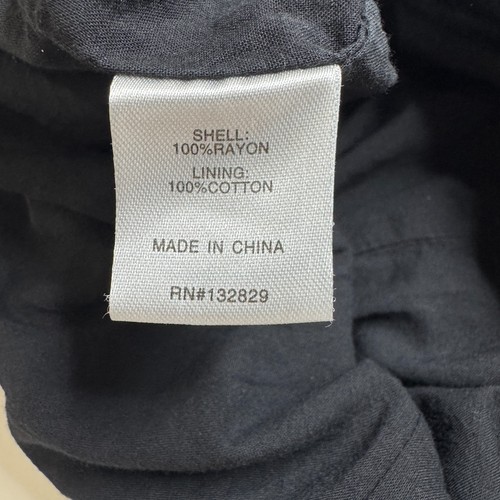 SHELL:
100%RAYON
LINING:
100%COTTON
MADE IN CHINA
RN#132829